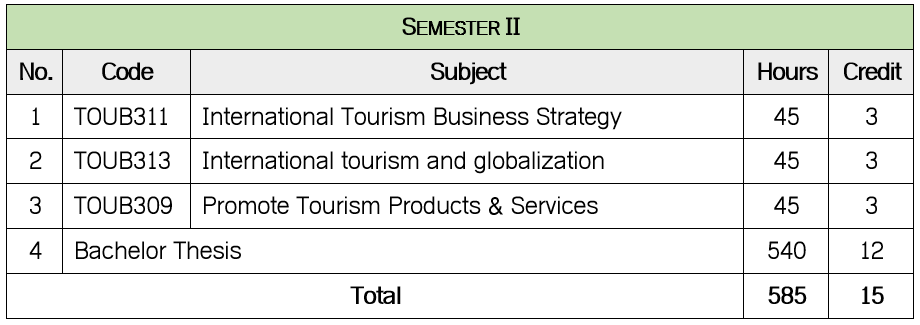 SEMESTER II
No. Code Subject Hours Credit
1 TOUB311 International Tourism Business Strategy 45 3
2 TOUB313 International tourism and globalization 45 3
3 TOUB309 Promote Tourism Products & Services 45 3
4 Bachelor Thesis 540 12
Total 585 15